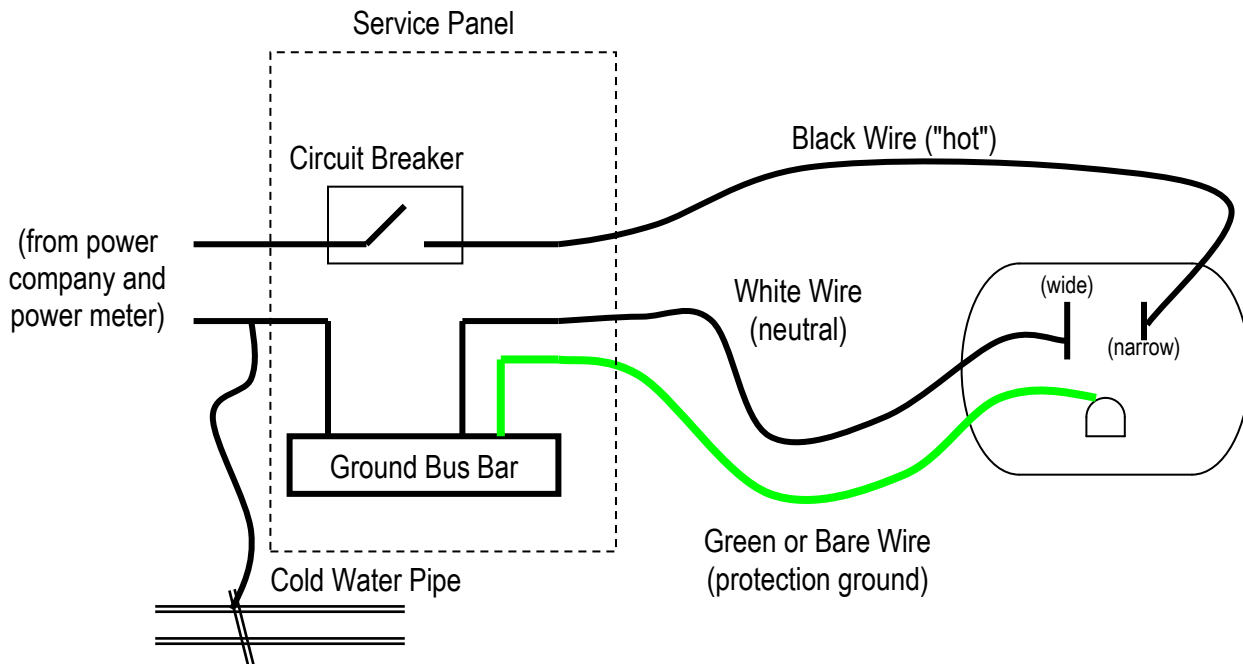 Service Panel
Black Wire ("hot")
Circuit Breaker
(from power
company and
power meter)
White Wire
(neutral)
(wide)
(narrow)
Ground Bus Bar
Green or Bare Wire
(protection ground)
Cold Water Pipe